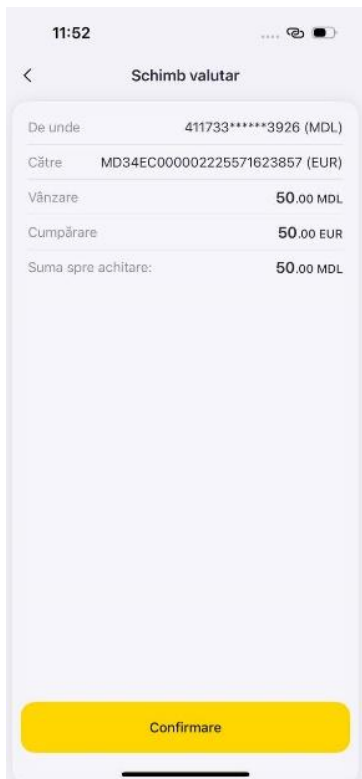 11:52
Schimb valutar
De unde 411733******3926 (MDL)
Către MD34EC000002225571623857 (EUR)
Vânzare 50.00 MDL
Cumpărare 50.00 EUR
Suma spre achitare: 50.00 MDL
Confirmare